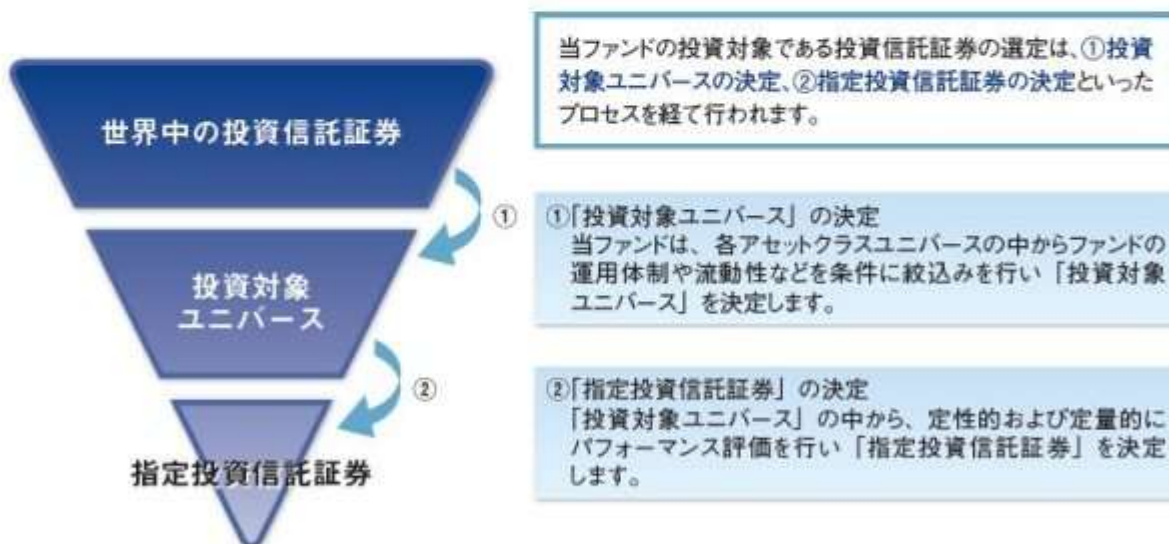 世界中の投資信託証券
①
投資対象
ユニバース
②
指定投資信託証券
当ファンドの投資対象である投資信託証券の選定は、①投資
対象ユニバースの決定、②指定投資信託証券の決定といった
プロセスを経て行われます。
①「投資対象ユニバース」の決定
当ファンドは、各アセットクラスユニバースの中からファンドの
運用体制や流動性などを条件に絞込みを行い「投資対象
ユニバース」を決定します。
②「指定投資信託証券」の決定
「投資対象ユニバース」の中から、定性的および定量的に
パフォーマンス評価を行い「指定投資信託証券」を決定
します。